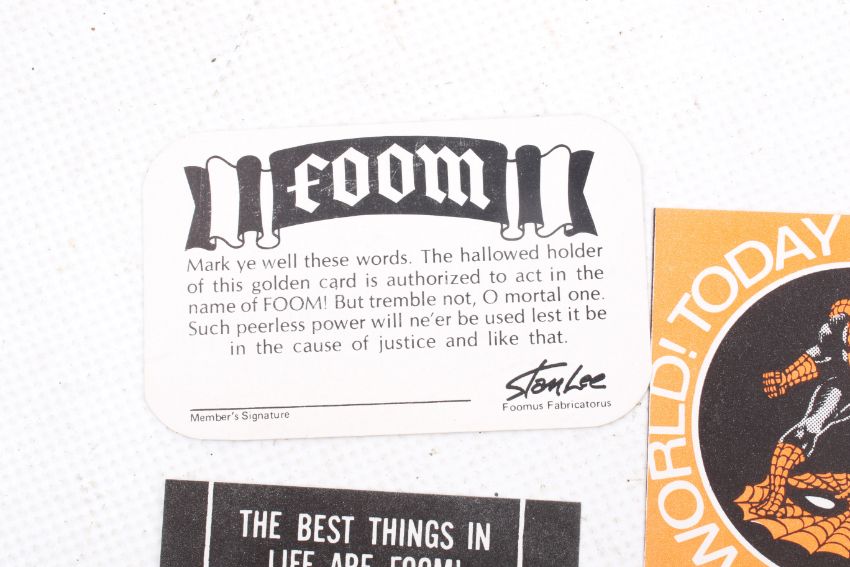 FOOM
Mark ye well these words. The hallowed holder
of this golden card is authorized to act in the
name of FOOM! But tremble not, O mortal one.
Such peerless power will ne'er be used lest it be
in the cause of justice and like that.
Stan Lee
Member's Signature
Foomus Fabricatorus
WORLD! TODAY
THE BEST THINGS IN
LIFE ARE FOOM!